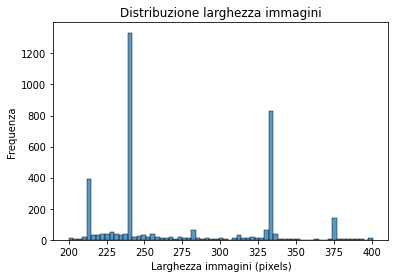 Distribuzione larghezza immagini
1200
1000
800
600
400
200
0
Frequenza
200 225 250 275 300 325 350 375 400
Larghezza immagini (pixels)